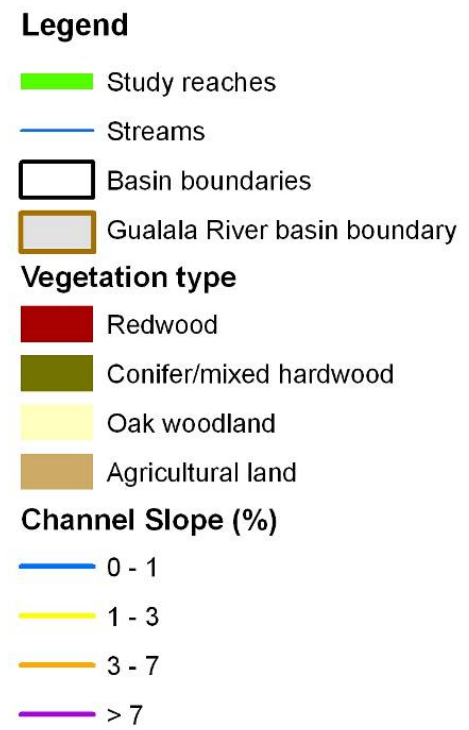 Legend
Study reaches
Streams
Basin boundaries
Gualala River basin boundary
Vegetation type
Redwood
Conifer/mixed hardwood
Oak woodland
Agricultural land
Channel Slope (%)
0 - 1
1 - 3
3 - 7
> 7